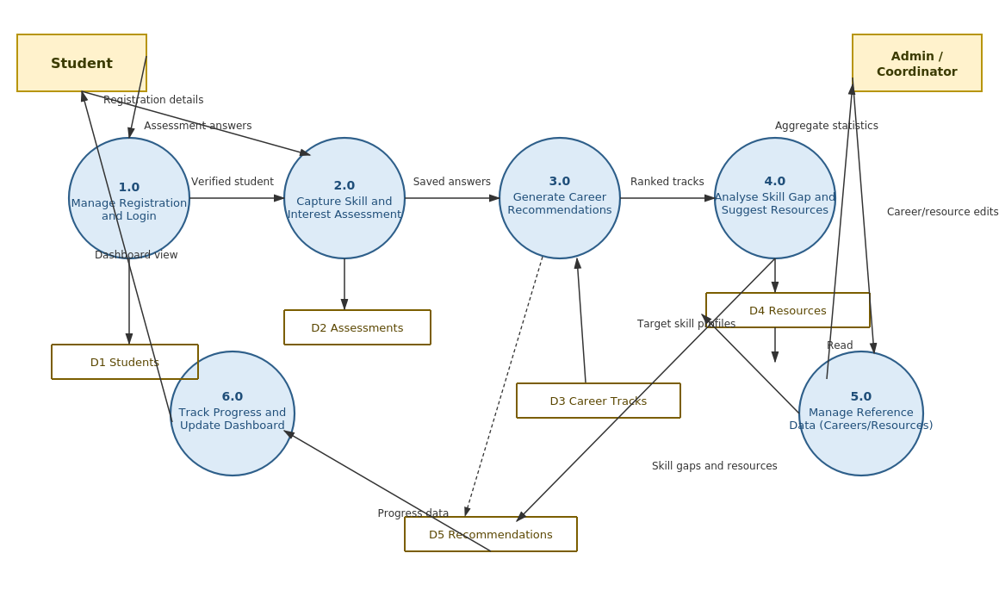 Student
Admin /
Coordinator
Registration details
Assessment answers
Aggregate statistics
1.0
Manage Registration
and Login
Verified student
2.0
Capture Skill and
Interest Assessment
Saved answers
3.0
Generate Career
Recommendations
Ranked tracks
4.0
Analyse Skill Gap and
Suggest Resources
Career/resource edits
Dashboard view
D4 Resources
Target skill profiles
D2 Assessments
Read
D1 Students
6.0
Track Progress and
Update Dashboard
D3 Career Tracks
5.0
Manage Reference
Data (Careers/Resources)
Skill gaps and resources
Progress data
D5 Recommendations